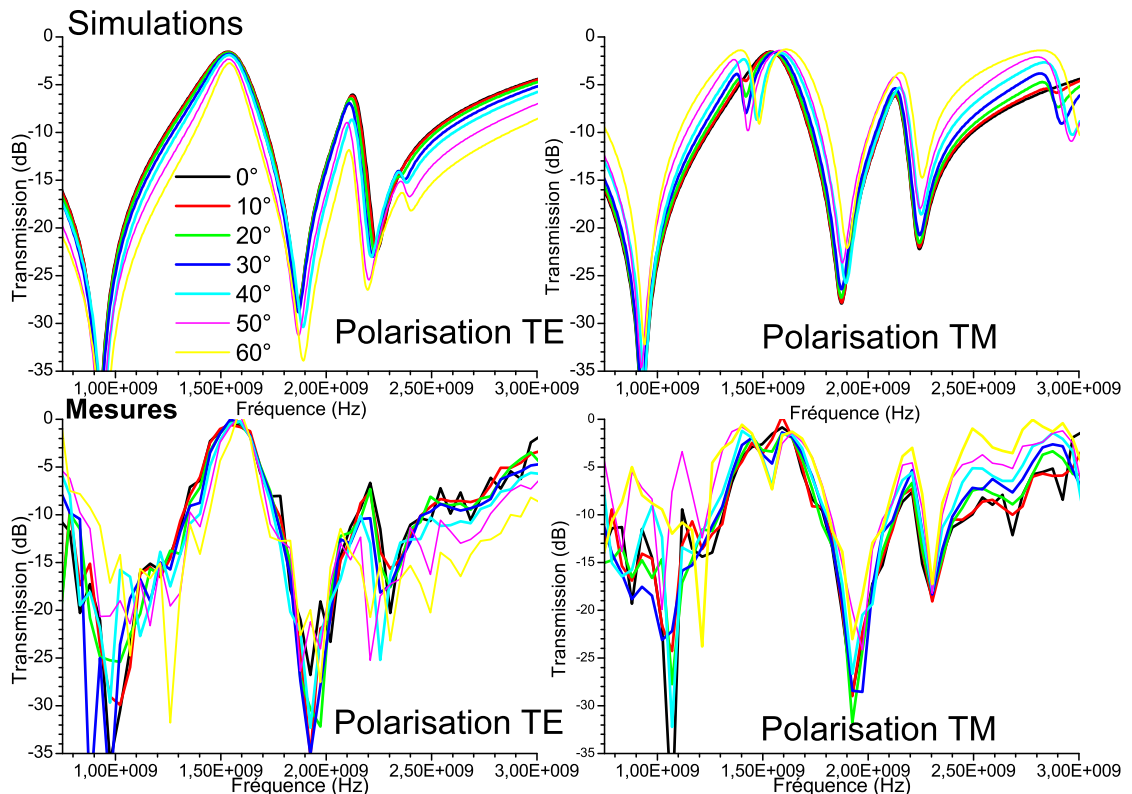 Simulations
0
-5
-10
-15
-20
-25
-30
-35
Transmission (dB)
0°
10°
20°
30°
40°
50°
60°
Polarisation TE
1,00E+009 1,50E+009 2,00E+009 2,50E+009 3,00E+009
Fréquence (Hz)
0
-5
-10
-15
-20
-25
-30
-35
Transmission (dB)
Polarisation TM
1,00E+009 1,50E+009 2,00E+009 2,50E+009 3,00E+009
Fréquence (Hz)
Mesures
0
-5
-10
-15
-20
-25
-30
-35
Transmission (dB)
Polarisation TE
1,00E+009 1,50E+009 2,00E+009 2,50E+009 3,00E+009
Fréquence (Hz)
0
-5
-10
-15
-20
-25
-30
-35
Transmission (dB)
Polarisation TM
1,00E+009 1,50E+009 2,00E+009 2,50E+009 3,00E+009
Fréquence (Hz)